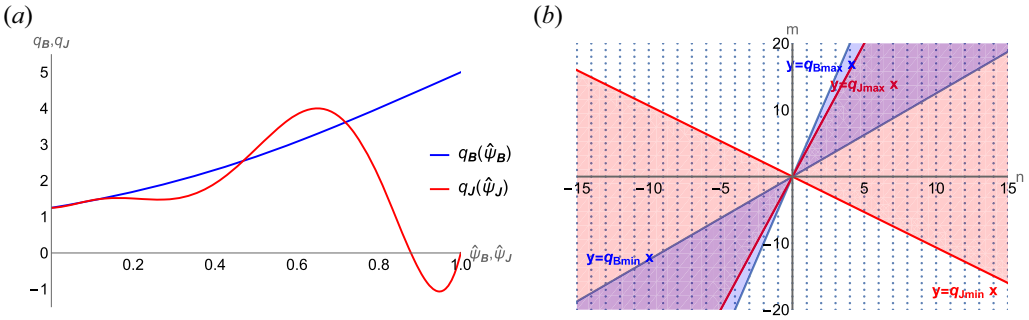 (a)
q_B,q_J
5
4
3
2
1
0
−1
0.2
0.4
0.6
0.8
1.0
ψ̂_B,ψ̂_J
q_B(ψ̂_B)
q_J(ψ̂_J)
(b)
m
20
10
−10
−20
−15
−10
−5
5
10
15
n
y=q_Bmax x
y=q_Jmax x
y=q_Bmin x
y=q_Jmin x